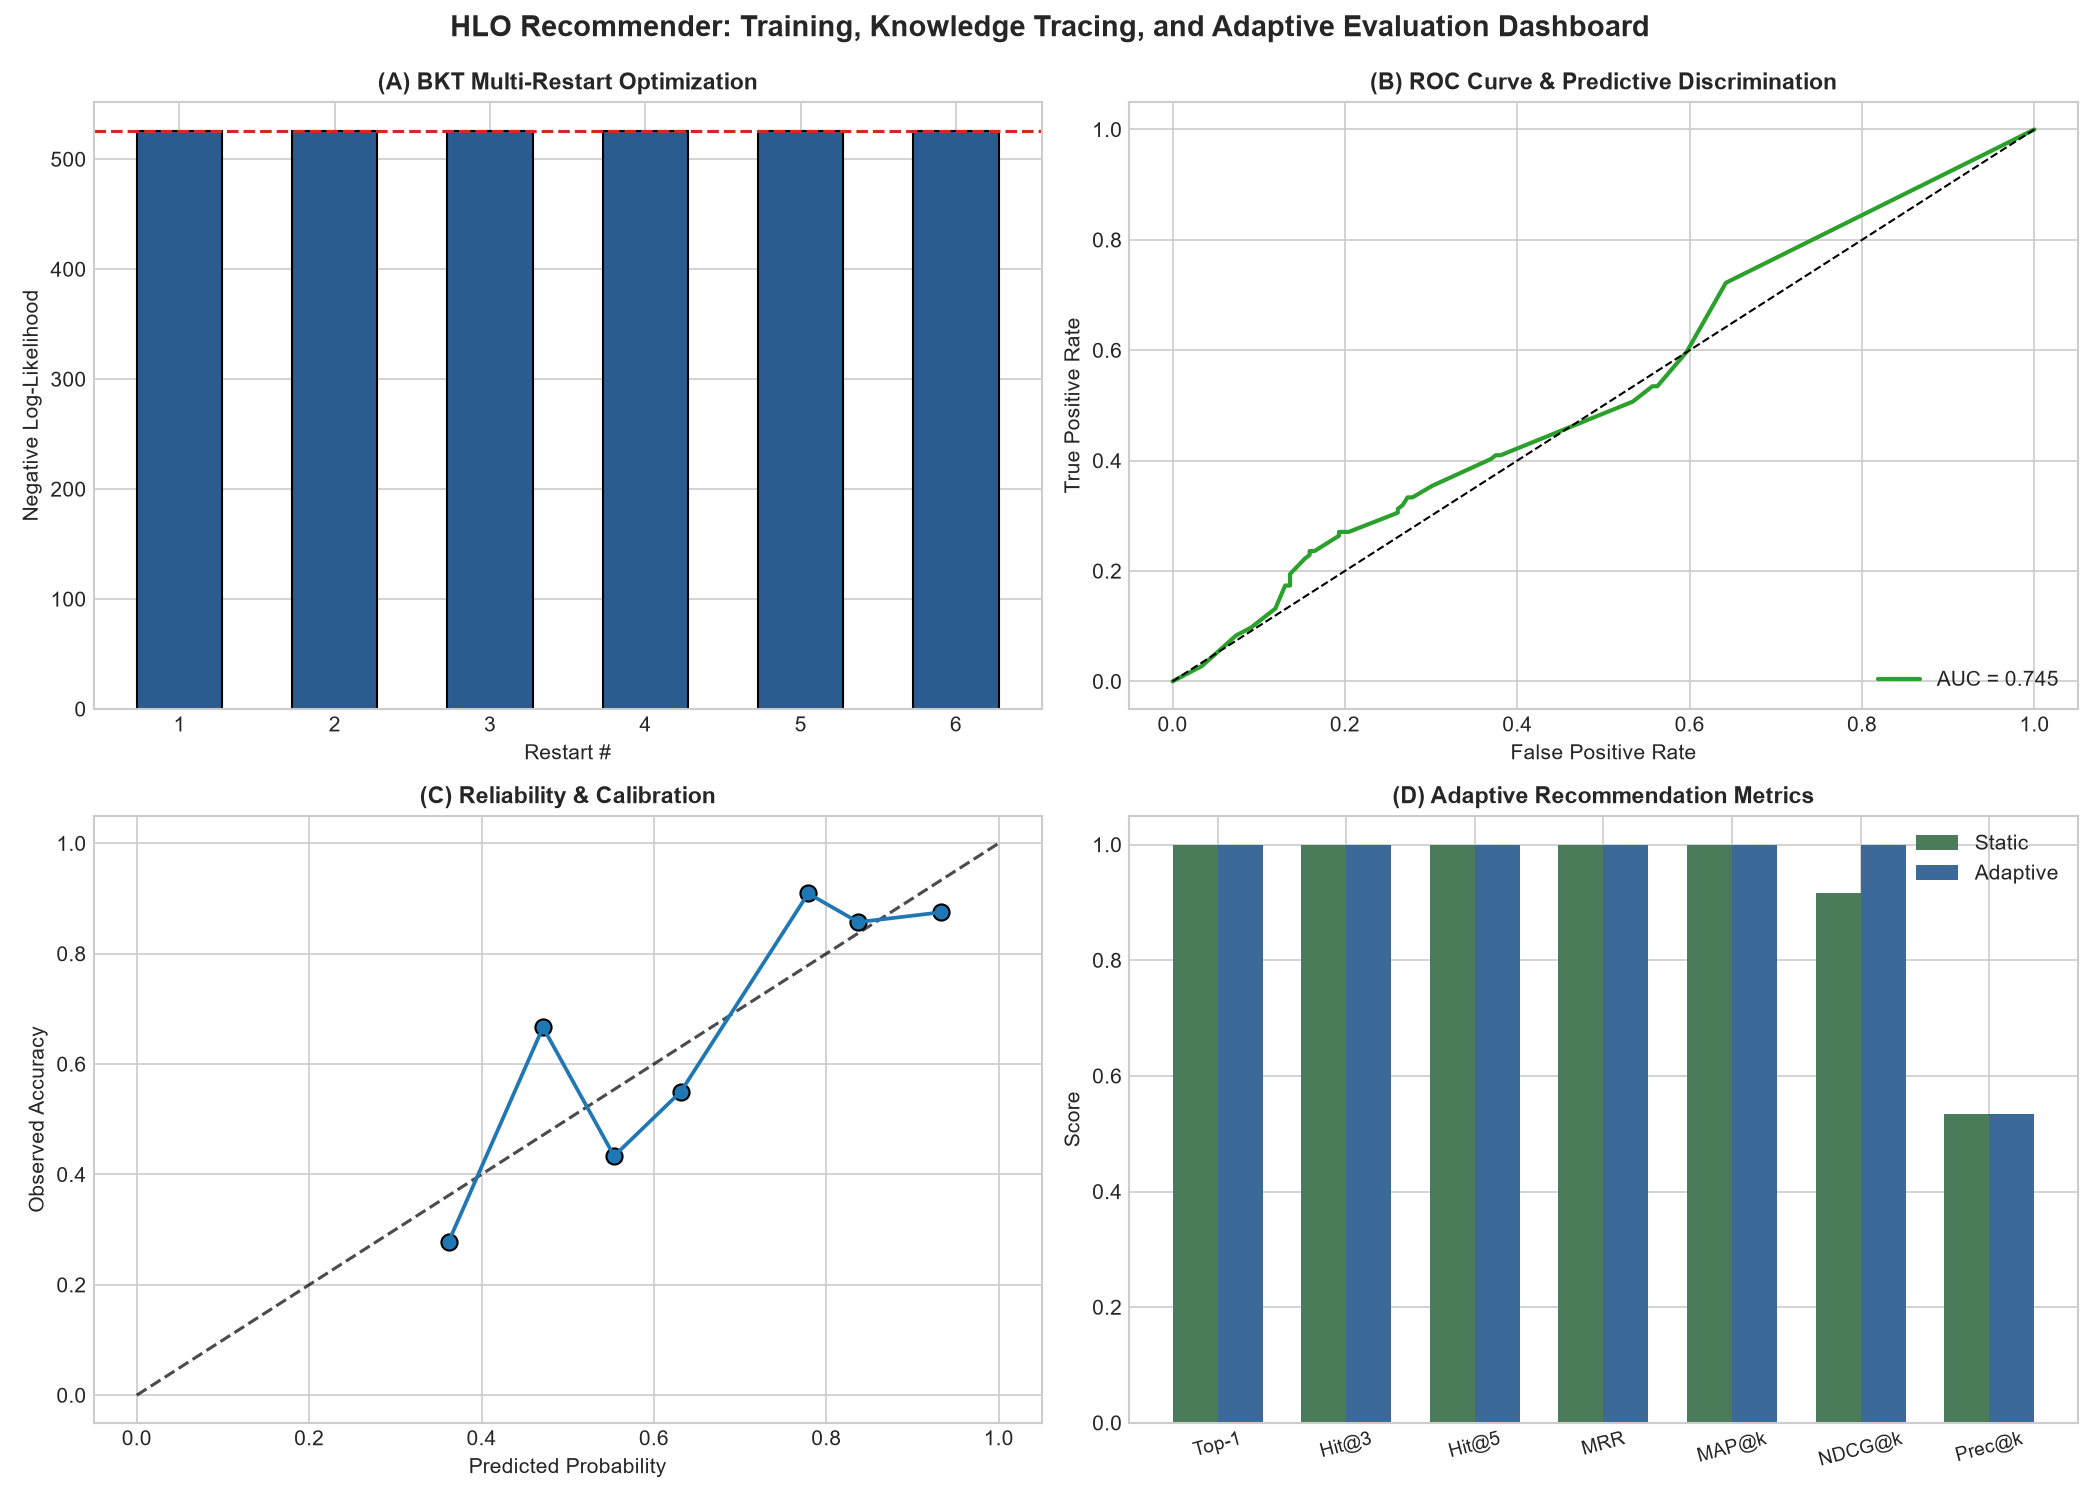 HLO Recommender: Training, Knowledge Tracing, and Adaptive Evaluation Dashboard
(A) BKT Multi-Restart Optimization
Negative Log-Likelihood
500
400
300
200
100
0
1 2 3 4 5 6
Restart #
(B) ROC Curve & Predictive Discrimination
True Positive Rate
1.0
0.8
0.6
0.4
0.2
0.0
AUC = 0.745
0.0 0.2 0.4 0.6 0.8 1.0
False Positive Rate
(C) Reliability & Calibration
Observed Accuracy
1.0
0.8
0.6
0.4
0.2
0.0
0.0 0.2 0.4 0.6 0.8 1.0
Predicted Probability
(D) Adaptive Recommendation Metrics
Score
1.0
0.8
0.6
0.4
0.2
0.0
Static
Adaptive
Top-1 Hit@3 Hit@5 MRR MAP@k NDCG@k Prec@k